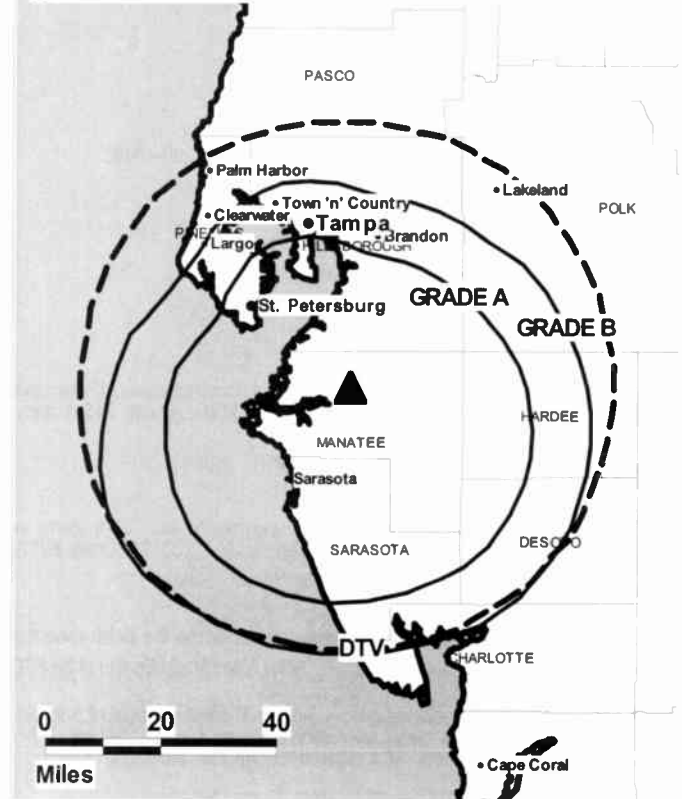 PASCO
Palm Harbor
Lakeland
Town 'n' Country
POLK
Clearwater
Tampa
Brandon
Largo
GRADE A
St. Petersburg
GRADE B
HARDEE
MANATEE
Sarasota
SARASOTA
DESOTO
DTV
CHARLOTTE
0 20 40
Miles
Cape Coral